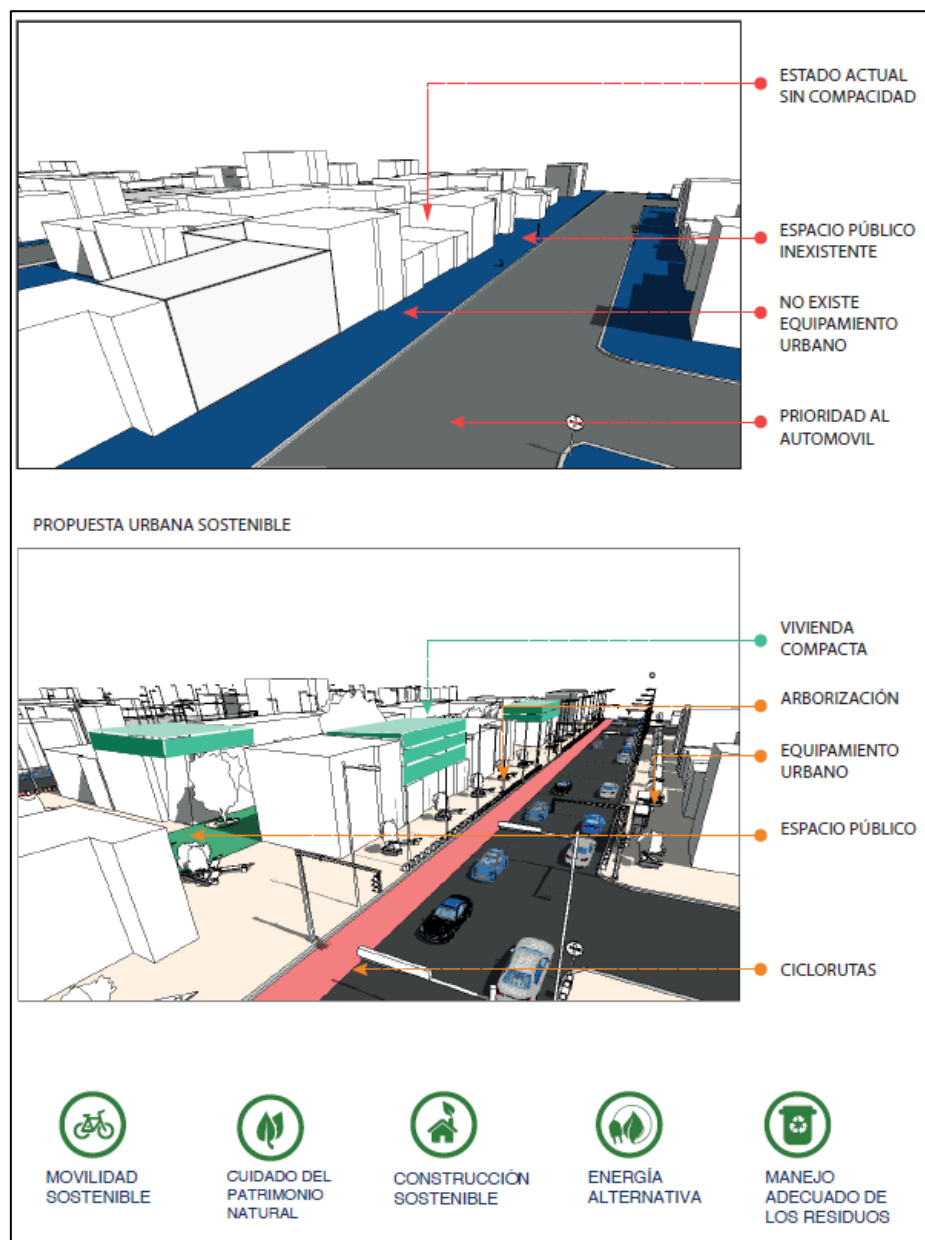 ESTADO ACTUAL
SIN COMPACIDAD
ESPACIO PÚBLICO
INEXISTENTE
NO EXISTE
EQUIPAMIENTO
URBANO
PRIORIDAD AL
AUTOMOVIL
PROPUESTA URBANA SOSTENIBLE
VIVIENDA
COMPACTA
ARBORIZACIÓN
EQUIPAMIENTO
URBANO
ESPACIO PÚBLICO
CICLORUTAS
MOVILIDAD
SOSTENIBLE
CUIDADO DEL
PATRIMONIO
NATURAL
CONSTRUCCIÓN
SOSTENIBLE
ENERGÍA
ALTERNATIVA
MANEJO
ADECUADO DE
LOS RESIDUOS